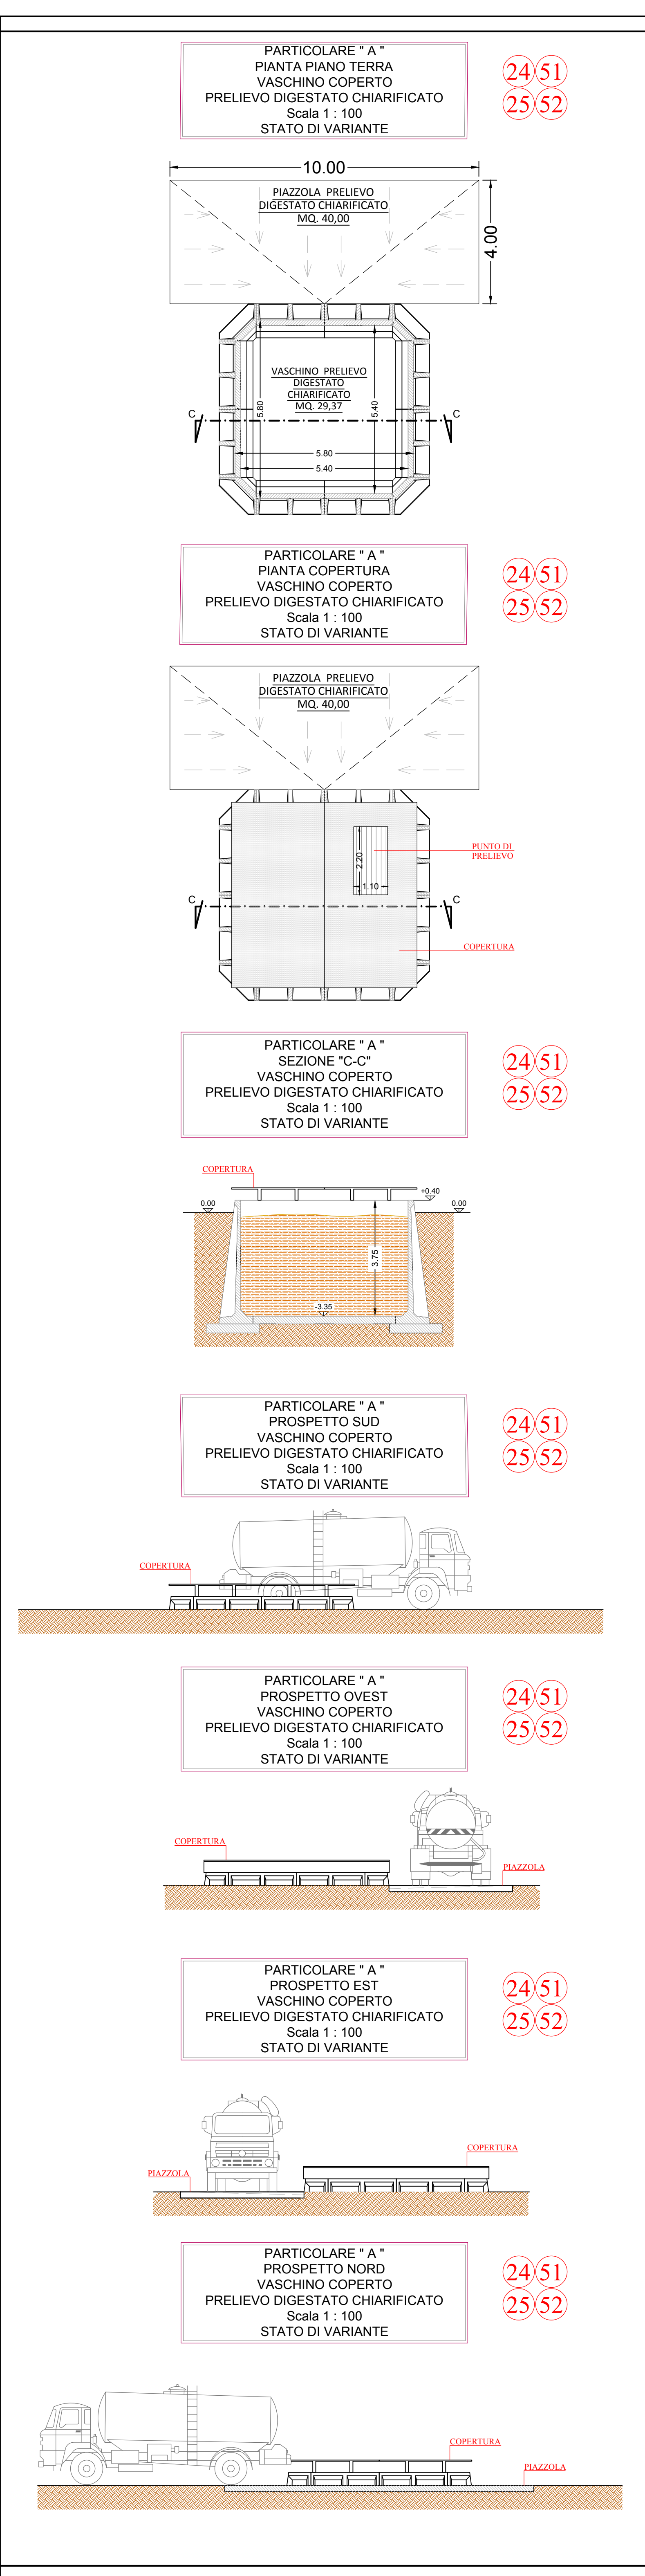 PARTICOLARE " A "
PIANTA PIANO TERRA
VASCHINO COPERTO
PRELIEVO DIGESTATO CHIARIFICATO
Scala 1 : 100
STATO DI VARIANTE
24 51
25 52
10.00
PIAZZOLA PRELIEVO
DIGESTATO CHIARIFICATO
MQ. 40,00
4.00
VASCHINO PRELIEVO
DIGESTATO
CHIARIFICATO
MQ. 29,37
5.80
5.40
C
C
5.80
5.40
PARTICOLARE " A "
PIANTA COPERTURA
VASCHINO COPERTO
PRELIEVO DIGESTATO CHIARIFICATO
Scala 1 : 100
STATO DI VARIANTE
24 51
25 52
PIAZZOLA PRELIEVO
DIGESTATO CHIARIFICATO
MQ. 40,00
PUNTO DI
PRELIEVO
2.20
1.10
C
C
COPERTURA
PARTICOLARE " A "
SEZIONE "C-C"
VASCHINO COPERTO
PRELIEVO DIGESTATO CHIARIFICATO
Scala 1 : 100
STATO DI VARIANTE
24 51
25 52
COPERTURA
+0.40
0.00
0.00
3.75
-3.35
PARTICOLARE " A "
PROSPETTO SUD
VASCHINO COPERTO
PRELIEVO DIGESTATO CHIARIFICATO
Scala 1 : 100
STATO DI VARIANTE
24 51
25 52
COPERTURA
PARTICOLARE " A "
PROSPETTO OVEST
VASCHINO COPERTO
PRELIEVO DIGESTATO CHIARIFICATO
Scala 1 : 100
STATO DI VARIANTE
24 51
25 52
COPERTURA
PIAZZOLA
PARTICOLARE " A "
PROSPETTO EST
VASCHINO COPERTO
PRELIEVO DIGESTATO CHIARIFICATO
Scala 1 : 100
STATO DI VARIANTE
24 51
25 52
COPERTURA
PIAZZOLA
PARTICOLARE " A "
PROSPETTO NORD
VASCHINO COPERTO
PRELIEVO DIGESTATO CHIARIFICATO
Scala 1 : 100
STATO DI VARIANTE
24 51
25 52
COPERTURA
PIAZZOLA